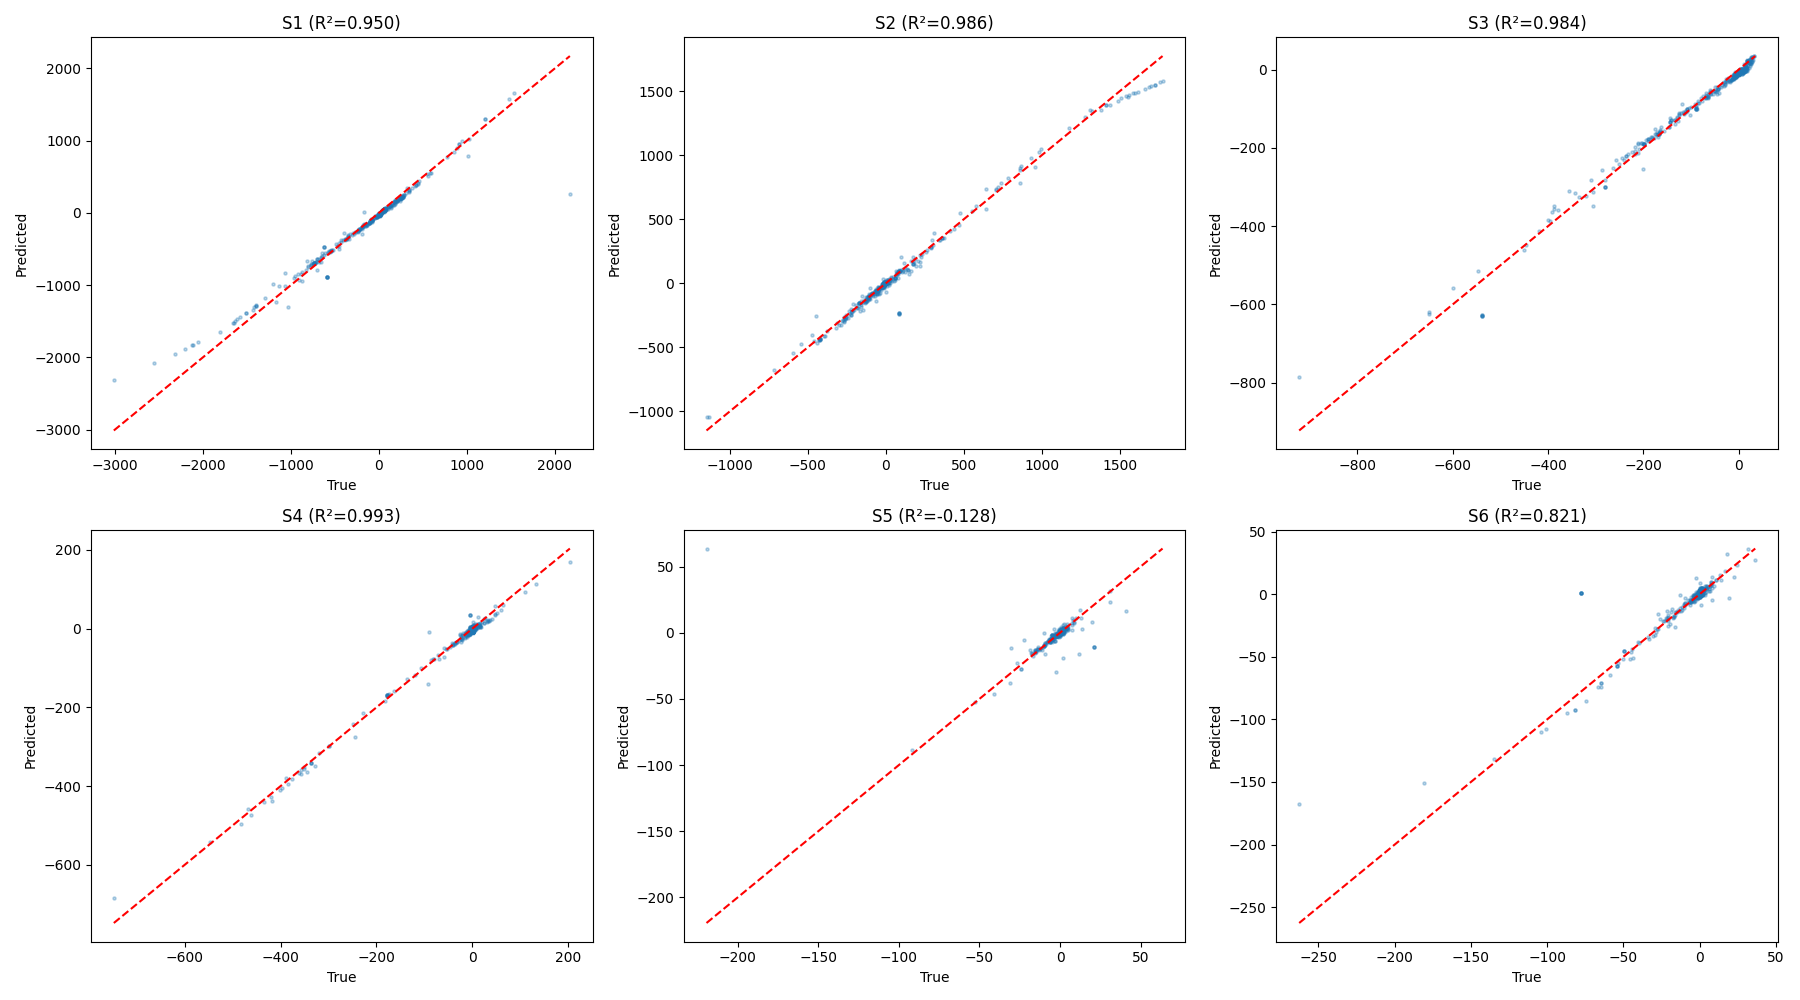 S1 (R²=0.950)
2000
1000
0
−1000
−2000
−3000
Predicted
−3000 −2000 −1000 0 1000 2000
True
S2 (R²=0.986)
1500
1000
500
0
−500
−1000
Predicted
−1000 −500 0 500 1000 1500
True
S3 (R²=0.984)
0
−200
−400
−600
−800
Predicted
−800 −600 −400 −200 0
True
S4 (R²=0.993)
200
0
−200
−400
−600
Predicted
−600 −400 −200 0 200
True
S5 (R²=-0.128)
50
0
−50
−100
−150
−200
Predicted
−200 −150 −100 −50 0 50
True
S6 (R²=0.821)
50
0
−50
−100
−150
−200
−250
Predicted
−250 −200 −150 −100 −50 0 50
True